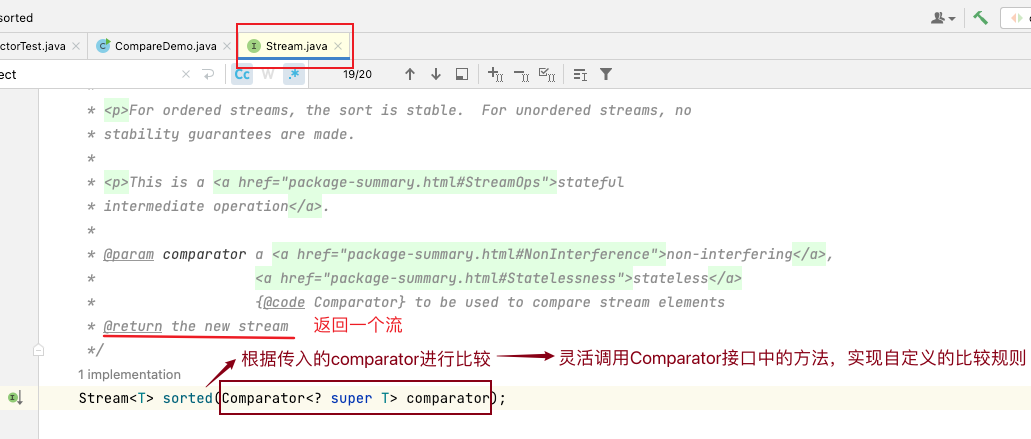 sorted
ctorTest.java
CompareDemo.java
Stream.java
ect
Cc W .*
19/20
*
* <p>For ordered streams, the sort is stable.  For unordered streams, no
* stability guarantees are made.
*
* <p>This is a <a href="package-summary.html#StreamOps">stateful
* intermediate operation</a>.
*
* @param comparator a <a href="package-summary.html#NonInterference">non-interfering</a>,
* <a href="package-summary.html#Statelessness">stateless</a>
* {@code Comparator} to be used to compare stream elements
* @return the new stream 返回一个流
*/
根据传入的comparator进行比较 灵活调用Comparator接口中的方法，实现自定义的比较规则
1 implementation
Stream<T> sorted(Comparator<? super T> comparator);